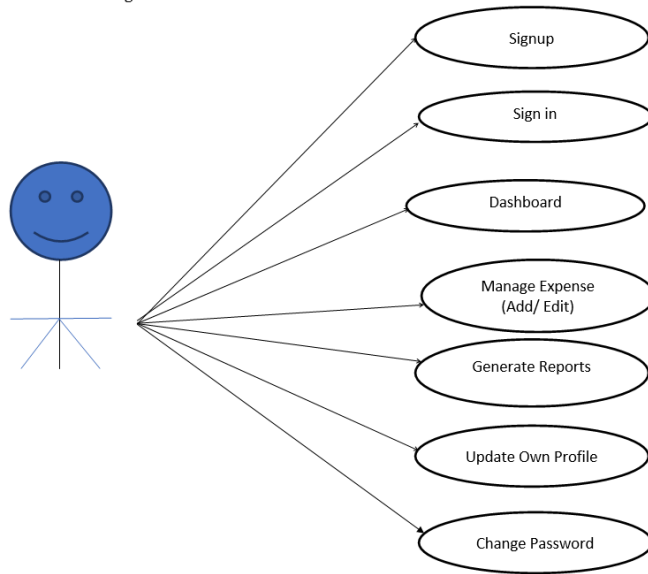 Signup
Sign in
Dashboard
Manage Expense
(Add/ Edit)
Generate Reports
Update Own Profile
Change Password